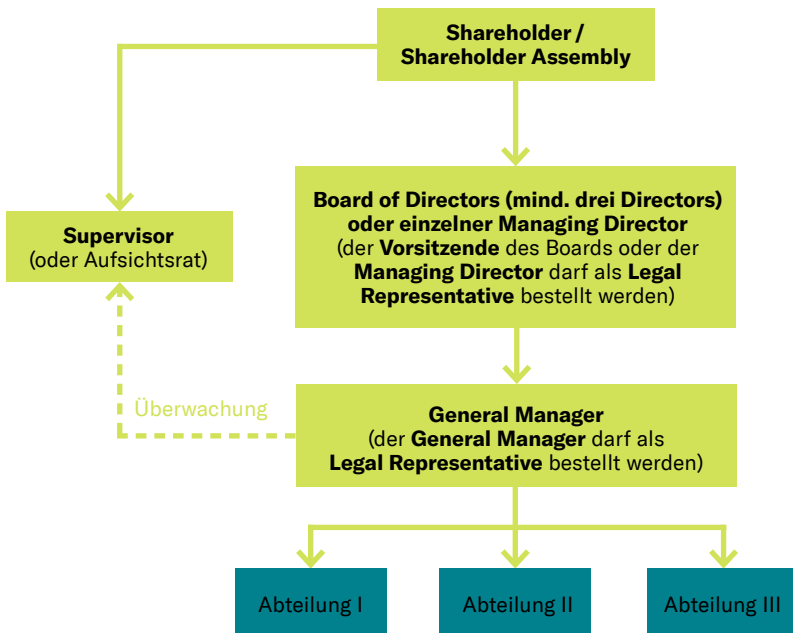 Shareholder /
Shareholder Assembly
Board of Directors (mind. drei Directors)
oder einzelner Managing Director
(der Vorsitzende des Boards oder der
Managing Director darf als Legal
Representative bestellt werden)
Supervisor
(oder Aufsichtsrat)
Überwachung
General Manager
(der General Manager darf als
Legal Representative bestellt werden)
Abteilung I
Abteilung II
Abteilung III